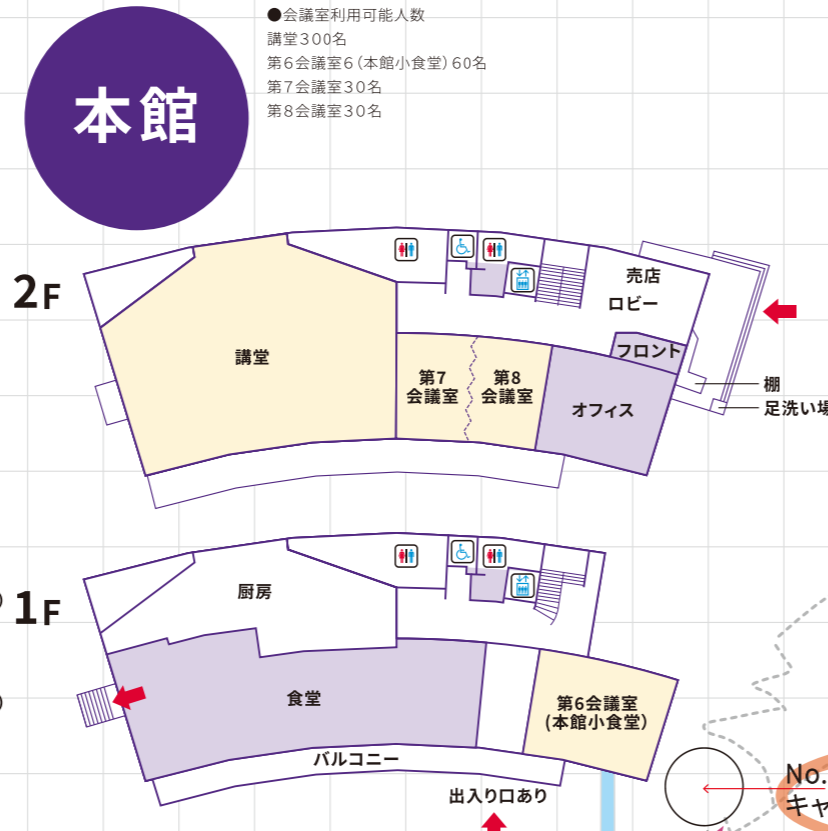 本館
●会議室利用可能人数
講堂300名
第6会議室6(本館小食堂)60名
第7会議室30名
第8会議室30名
2F
売店
ロビー
講堂
フロント
第7
会議室
第8
会議室
オフィス
棚
足洗い場
1F
厨房
食堂
第6会議室
(本館小食堂)
バルコニー
出入り口あり
No.
キャ